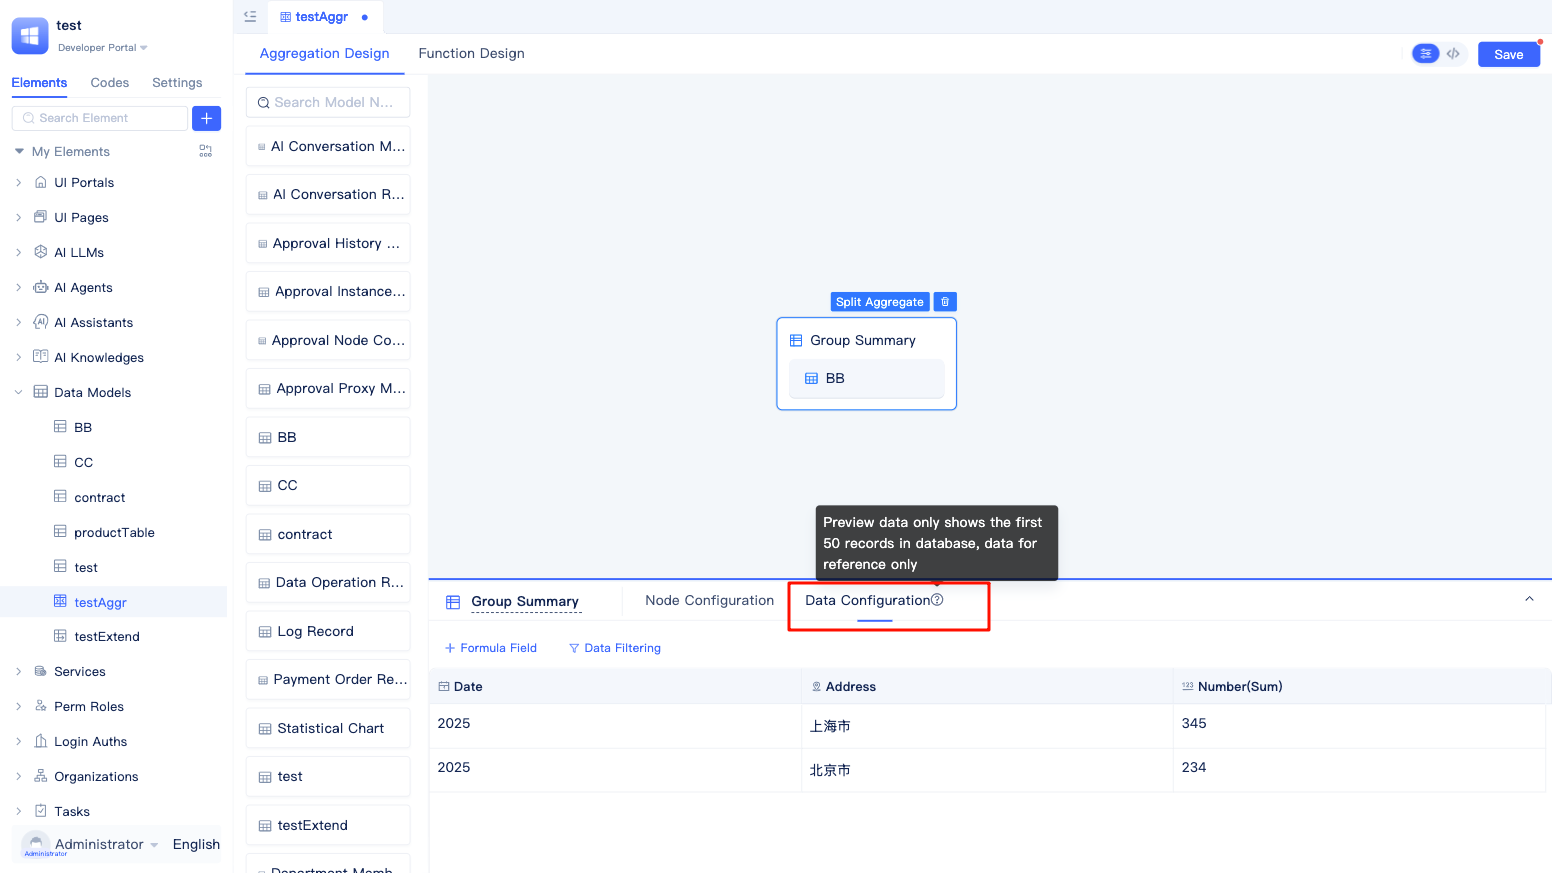 test
Developer Portal
Elements
Codes
Settings
Search Element
My Elements
UI Portals
UI Pages
AI LLMs
AI Agents
AI Assistants
AI Knowledges
Data Models
BB
CC
contract
productTable
test
testAggr
testExtend
Services
Perm Roles
Login Auths
Organizations
Tasks
Administrator
Administrator
English
testAggr
Aggregation Design
Function Design
Save
Search Model N...
AI Conversation M...
AI Conversation R...
Approval History ...
Approval Instance...
Approval Node Co...
Approval Proxy M...
BB
CC
contract
Data Operation R...
Log Record
Payment Order Re...
Statistical Chart
test
testExtend
Department Memb
Split Aggregate
Group Summary
BB
Preview data only shows the first
50 records in database, data for
reference only
Group Summary
Node Configuration
Data Configuration
Formula Field
Data Filtering
Date
Address
123 Number(Sum)
2025
上海市
345
2025
北京市
234